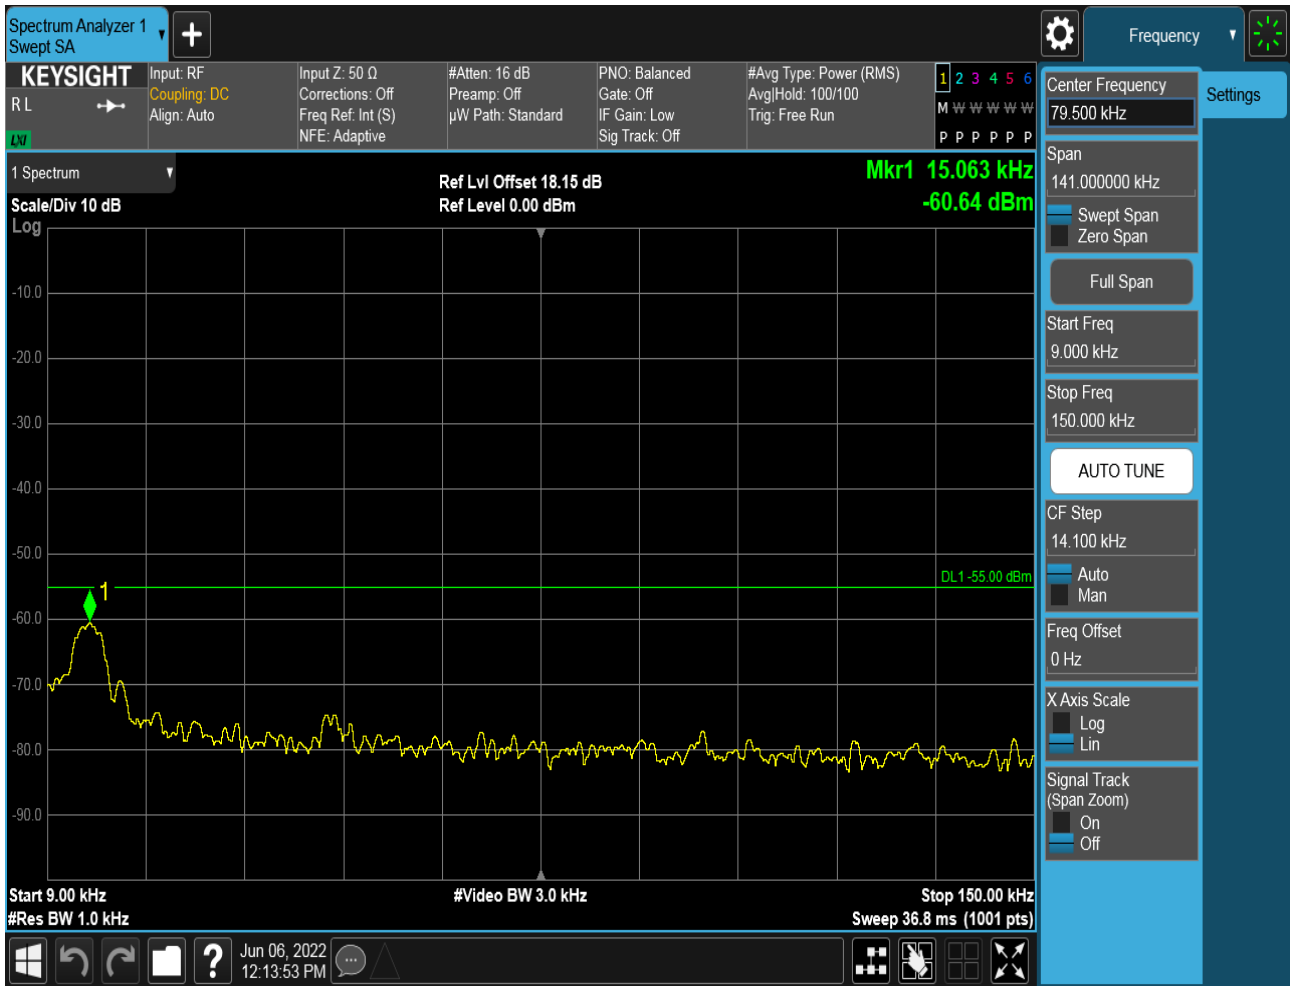 Spectrum Analyzer 1
Swept SA
Frequency
KEYSIGHT
R L
LXI
Input: RF
Coupling: DC
Align: Auto
Input Z: 50 Ω
Corrections: Off
Freq Ref: Int (S)
NFE: Adaptive
#Atten: 16 dB
Preamp: Off
µW Path: Standard
PNO: Balanced
Gate: Off
IF Gain: Low
Sig Track: Off
#Avg Type: Power (RMS)
Avg|Hold: 100/100
Trig: Free Run
1 2 3 4 5 6
M W W W W W
P P P P P P
1 Spectrum
Scale/Div 10 dB
Log
Ref Lvl Offset 18.15 dB
Ref Level 0.00 dBm
Mkr1 15.063 kHz
-60.64 dBm
-10.0
-20.0
-30.0
-40.0
-50.0
DL1 -55.00 dBm
1
-60.0
-70.0
-80.0
-90.0
Start 9.00 kHz
#Res BW 1.0 kHz
#Video BW 3.0 kHz
Stop 150.00 kHz
Sweep 36.8 ms (1001 pts)
Jun 06, 2022
12:13:53 PM
Center Frequency
79.500 kHz
Span
141.000000 kHz
Swept Span
Zero Span
Full Span
Start Freq
9.000 kHz
Stop Freq
150.000 kHz
AUTO TUNE
CF Step
14.100 kHz
Auto
Man
Freq Offset
0 Hz
X Axis Scale
Log
Lin
Signal Track
(Span Zoom)
On
Off
Settings